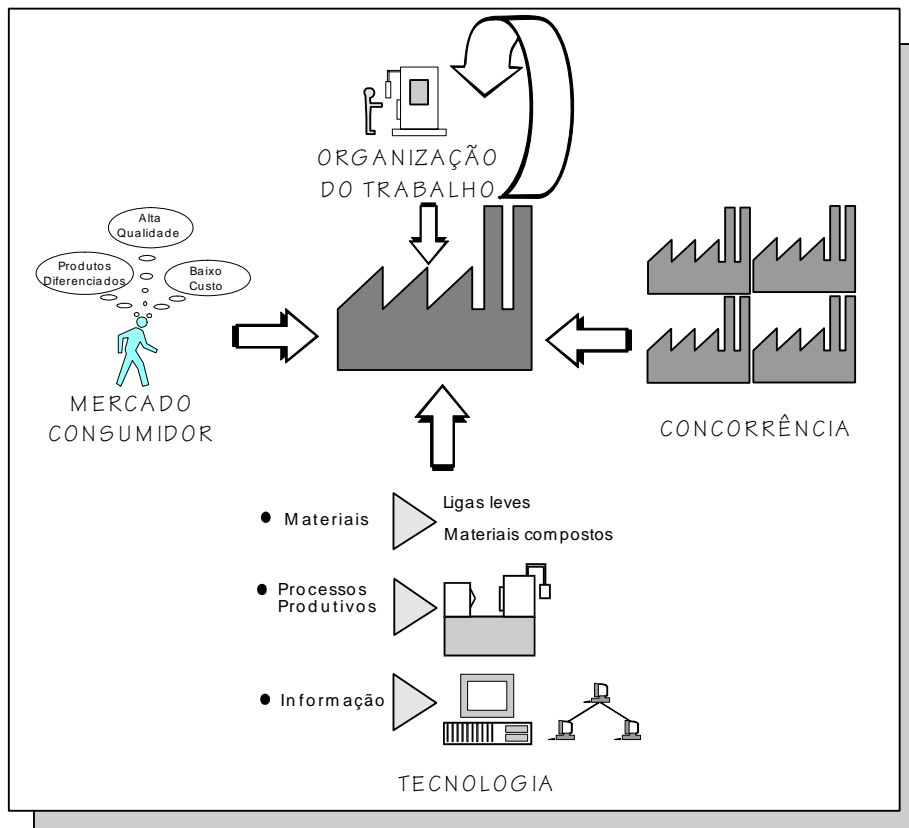 ORGANIZAÇÃO
DO TRABALHO
Alta
Qualidade
Produtos
Diferenciados
Baixo
Custo
MERCADO
CONSUMIDOR
CONCORRÊNCIA
• Materiais
Ligas leves
Materiais compostos
• Processos
Produtivos
• Informação
TECNOLOGIA